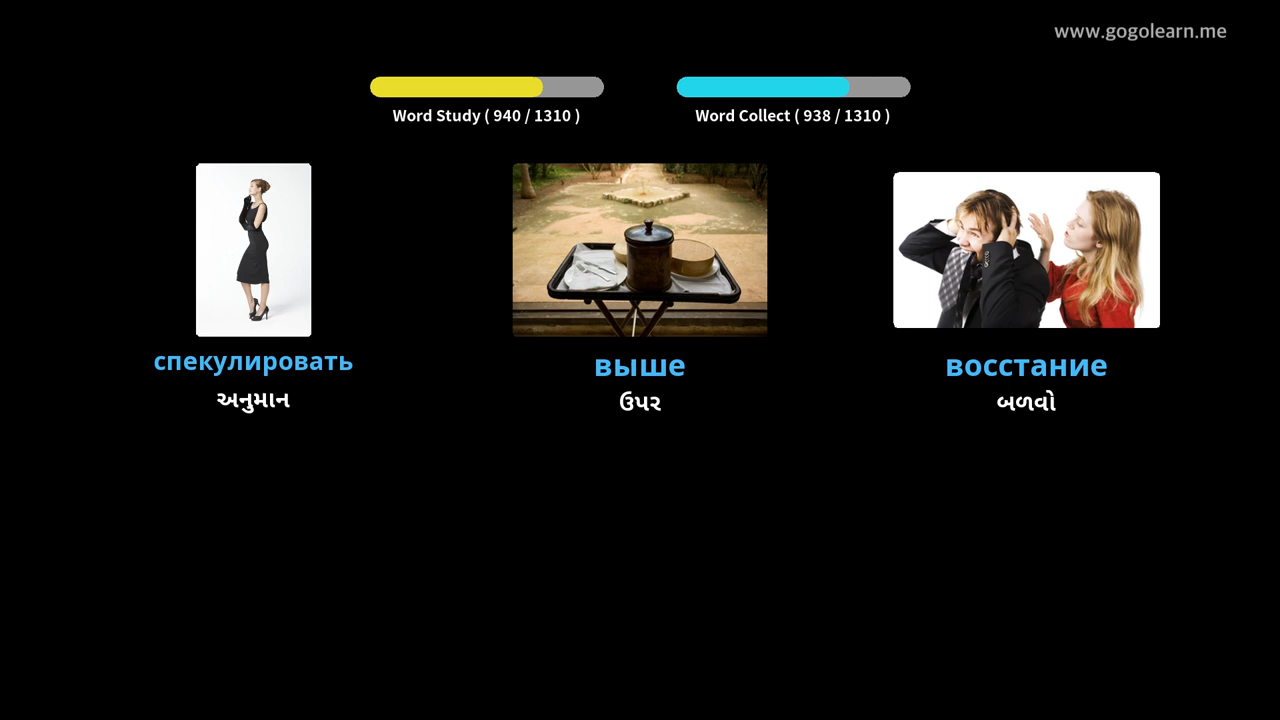 www.gogolearn.me
Word Study ( 940 / 1310 )
Word Collect ( 938 / 1310 )
спекулировать
અનુમાન
выше
ઉપર
восстание
બળવો